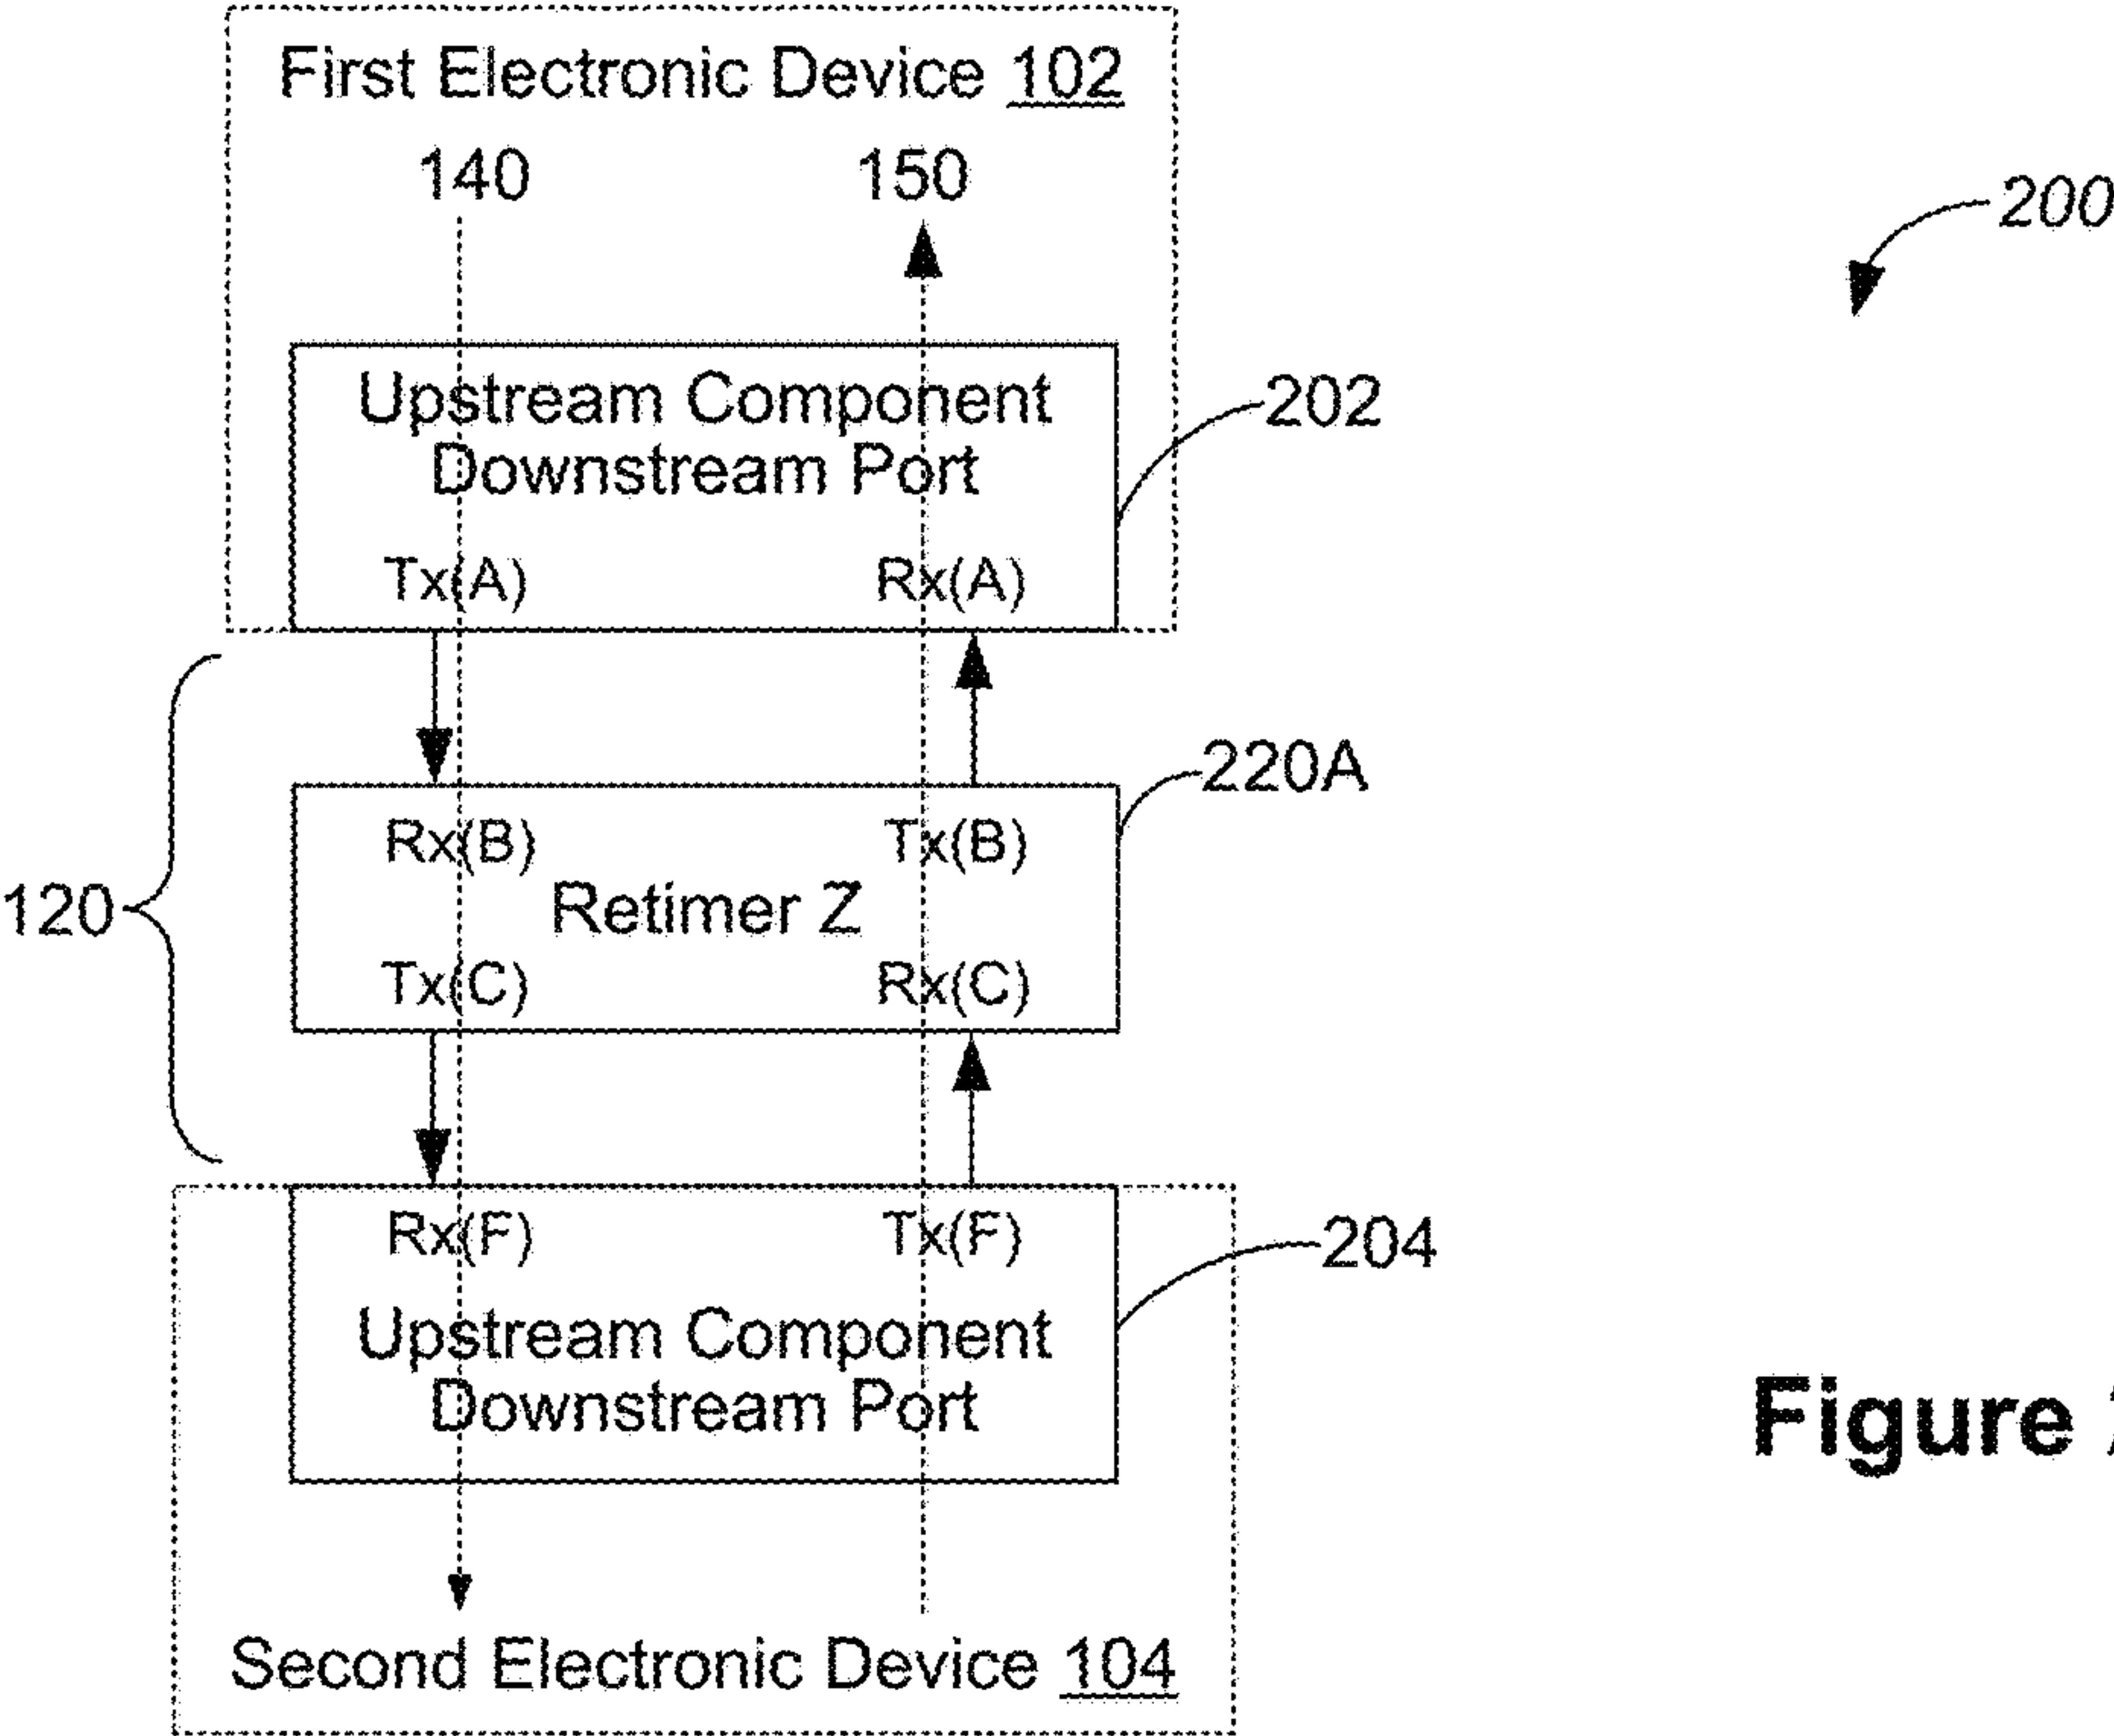 First Electronic Device 102
140 150
200
Upstream Component
Downstream Port
202
Tx(A) Rx(A)
220A
Rx(B) Tx(B)
120
Retimer Z
Tx(C) Rx(C)
Rx(F) Tx(F)
204
Upstream Component
Downstream Port
Figure
Second Electronic Device 104